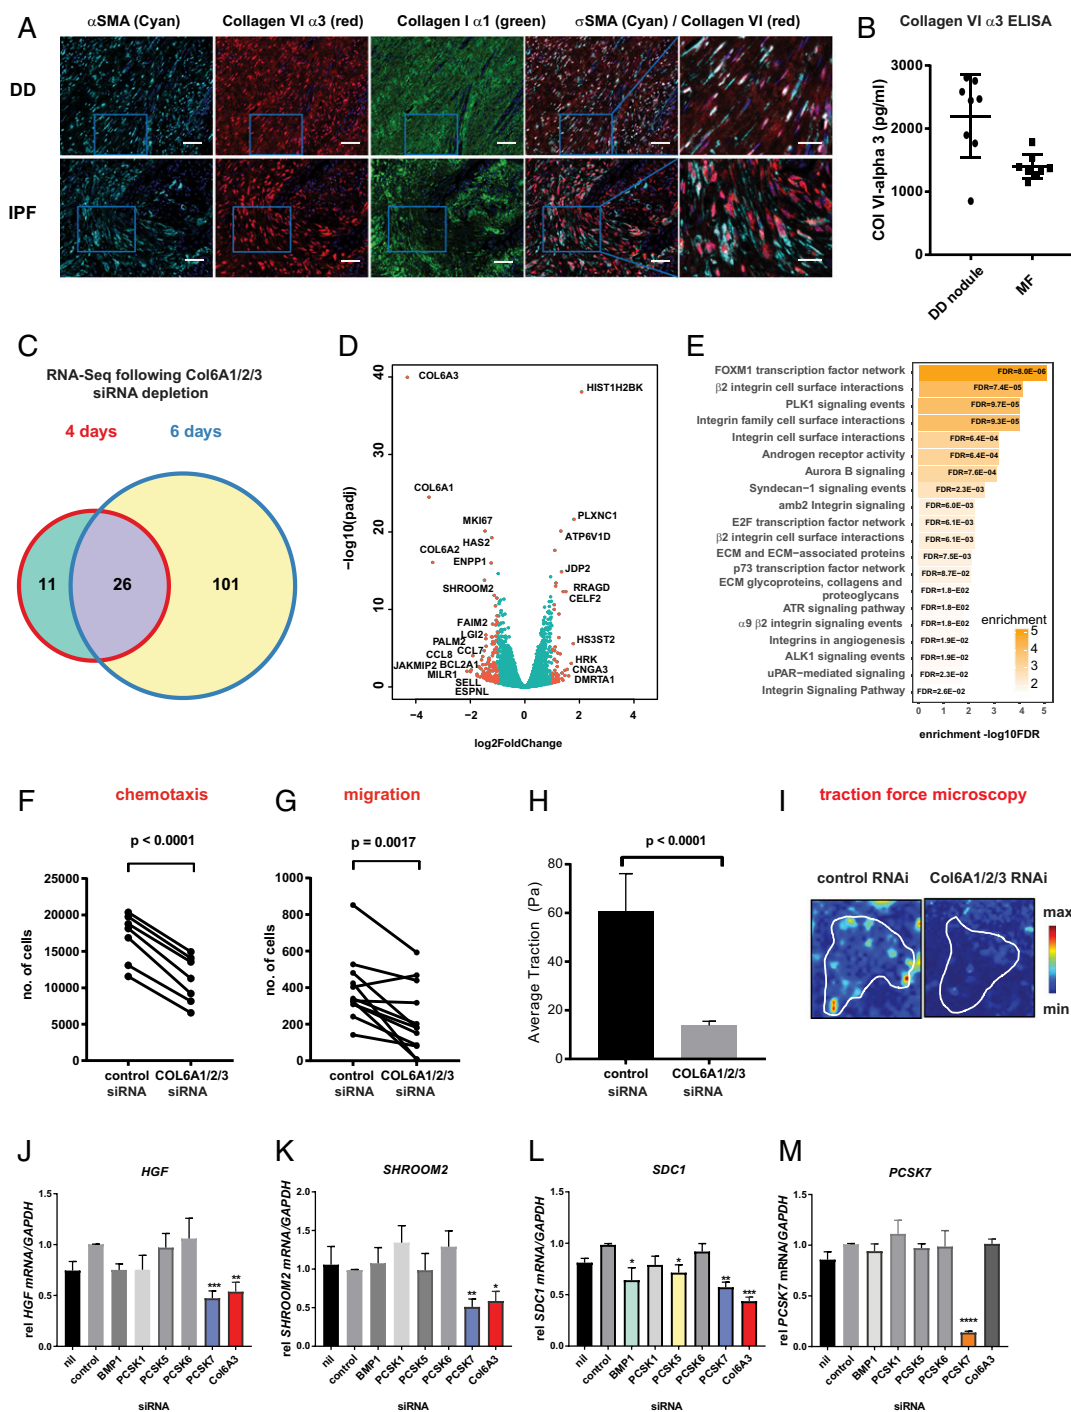 A
αSMA (Cyan)
Collagen VI α3 (red)
Collagen I α1 (green)
σSMA (Cyan) / Collagen VI (red)
DD
IPF
B
Collagen VI α3 ELISA
COl VI-alpha 3 (pg/ml)
3000
2000
1000
0
DD nodule
MF
C
RNA-Seq following Col6A1/2/3
siRNA depletion
4 days
6 days
11
26
101
D
−log10(padj)
40
30
20
10
0
COL6A3
HIST1H2BK
COL6A1
PLXNC1
MKI67
ATP6V1D
HAS2
COL6A2
ENPP1
JDP2
SHROOM2
RRAGD
CELF2
FAIM2
LGI2
PALM2
HS3ST2
CCL7
CCL8
HRK
JAKMIP2
BCL2A1
CNGA3
MILR1
DMRTA1
SELL
ESPNL
−4
−2
0
2
4
log2FoldChange
E
FOXM1 transcription factor network
FDR=8.0E-06
β2 integrin cell surface interactions
FDR=7.4E-05
PLK1 signaling events
FDR=9.7E-05
Integrin family cell surface interactions
FDR=9.3E-05
Integrin cell surface interactions
FDR=6.4E-04
Androgen receptor activity
FDR=6.4E-04
Aurora B signaling
FDR=7.6E-04
Syndecan-1 signaling events
FDR=2.3E-03
amb2 Integrin signaling
FDR=6.0E-03
E2F transcription factor network
FDR=6.1E-03
β2 integrin cell surface interactions
FDR=6.1E-03
ECM and ECM-associated proteins
FDR=7.5E-03
p73 transcription factor network
FDR=8.7E-02
ECM glycoproteins, collagens and
proteoglycans
FDR=1.8-E02
ATR signaling pathway
FDR=1.8-E02
α9 β2 integrin signaling events
FDR=1.8-E02
Integrins in angiogenesis
FDR=1.9E-02
ALK1 signaling events
FDR=1.9E-02
uPAR-mediated signaling
FDR=2.3E-02
Integrin Signaling Pathway
FDR=2.6E-02
enrichment
5
4
3
2
0 1 2 3 4 5
enrichment -log10FDR
F
chemotaxis
p < 0.0001
no. of cells
25000
20000
15000
10000
5000
0
control
siRNA
COL6A1/2/3
siRNA
G
migration
p = 0.0017
no. of cells
1000
800
600
400
200
0
control
siRNA
COL6A1/2/3
siRNA
H
p < 0.0001
Average Traction (Pa)
80
60
40
20
0
control
siRNA
COL6A1/2/3
siRNA
I
traction force microscopy
control RNAi
Col6A1/2/3 RNAi
max
min
J
HGF
rel HGF mRNA/GAPDH
1.5
1.0
0.5
0.0
***
**
nil
control
BMP1
PCSK1
PCSK5
PCSK6
PCSK7
Col6A3
siRNA
K
SHROOM2
rel SHROOM2 mRNA/GAPDH
2.0
1.5
1.0
0.5
0.0
**
*
nil
control
BMP1
PCSK1
PCSK5
PCSK6
PCSK7
Col6A3
siRNA
L
SDC1
rel SDC1 mRNA/GAPDH
1.5
1.0
0.5
0.0
*
*
**
***
nil
control
BMP1
PCSK1
PCSK5
PCSK6
PCSK7
Col6A3
siRNA
M
PCSK7
rel PCSK7 mRNA/GAPDH
1.5
1.0
0.5
0.0
****
nil
control
BMP1
PCSK1
PCSK5
PCSK6
PCSK7
Col6A3
siRNA